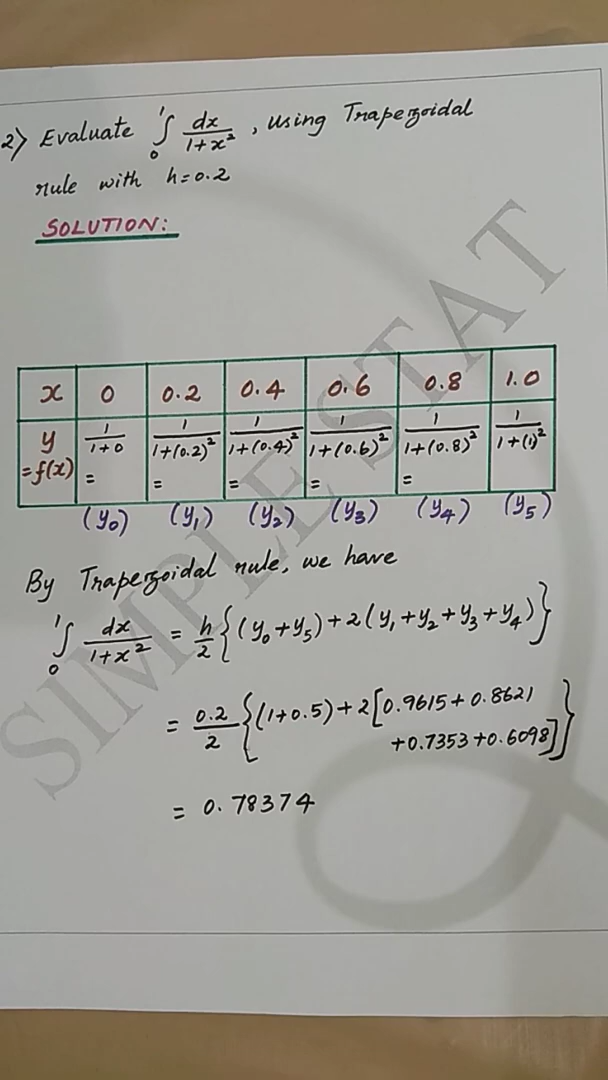 2) Evaluate ∫₀¹ dx/(1+x²), using Trapezoidal
rule with h=0.2
SOLUTION:
x 0 0.2 0.4 0.6 0.8 1.0
y =f(x) 1/(1+0) = 1/(1+(0.2)²) = 1/(1+(0.4)²) = 1/(1+(0.6)²) = 1/(1+(0.8)²) = 1/(1+(1)²)
(y₀) (y₁) (y₂) (y₃) (y₄) (y₅)
By Trapezoidal rule, we have
∫₀¹ dx/(1+x²) = h/2 {(y₀+y₅)+2(y₁+y₂+y₃+y₄)}
= 0.2/2 {(1+0.5)+2[0.9615+0.8621
+0.7353+0.6098]}
= 0.78374
SIMPLE STAT